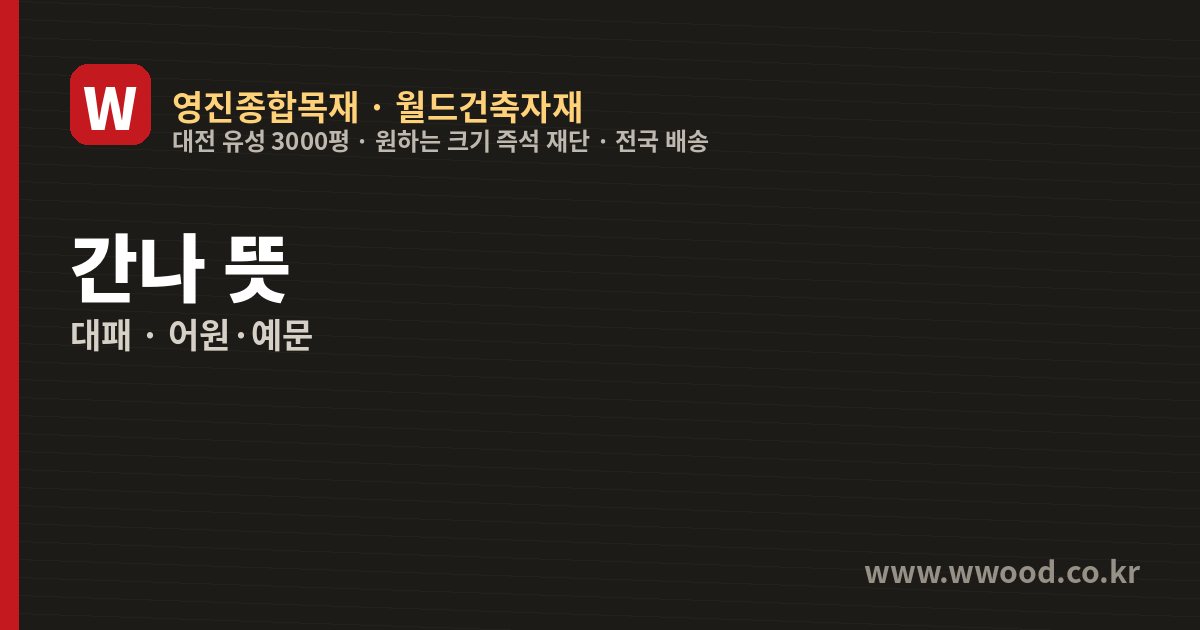 W
영진종합목재 · 월드건축자재
대전 유성 3000평 · 원하는 크기 즉석 재단 · 전국 배송
간나 뜻
대패 · 어원·예문
www.wwood.co.kr